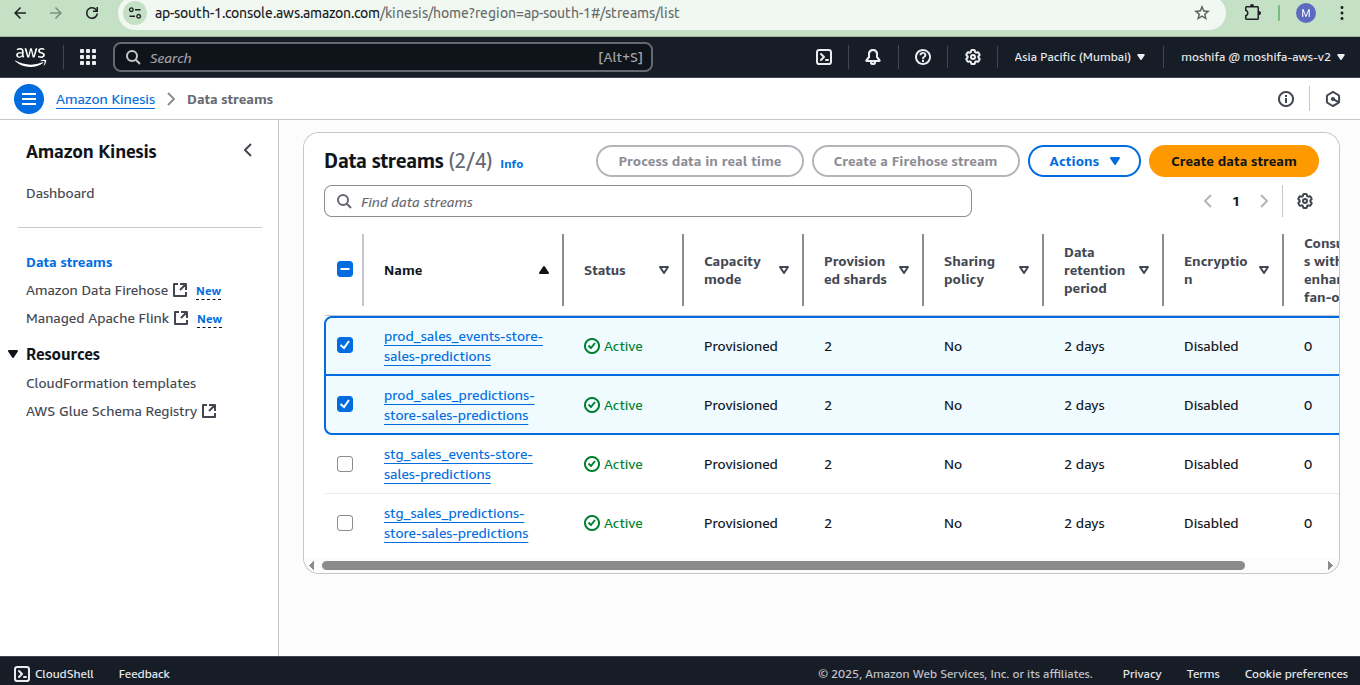 ap-south-1.console.aws.amazon.com/kinesis/home?region=ap-south-1#/streams/list
M
aws
Search
[Alt+S]
Asia Pacific (Mumbai)
moshifa @ moshifa-aws-v2
Amazon Kinesis
Data streams
Amazon Kinesis
Dashboard
Data streams
Amazon Data Firehose New
Managed Apache Flink New
Resources
CloudFormation templates
AWS Glue Schema Registry
Data streams (2/4) Info
Process data in real time
Create a Firehose stream
Actions
Create data stream
Find data streams
1
Name
Status
Capacity
mode
Provision
ed shards
Sharing
policy
Data
retention
period
Encryptio
n
Consu
s with
enhan
fan-o
prod_sales_events-store-
sales-predictions
Active
Provisioned
2
No
2 days
Disabled
0
prod_sales_predictions-
store-sales-predictions
Active
Provisioned
2
No
2 days
Disabled
0
stg_sales_events-store-
sales-predictions
Active
Provisioned
2
No
2 days
Disabled
0
stg_sales_predictions-
store-sales-predictions
Active
Provisioned
2
No
2 days
Disabled
0
CloudShell
Feedback
© 2025, Amazon Web Services, Inc. or its affiliates.
Privacy
Terms
Cookie preferences